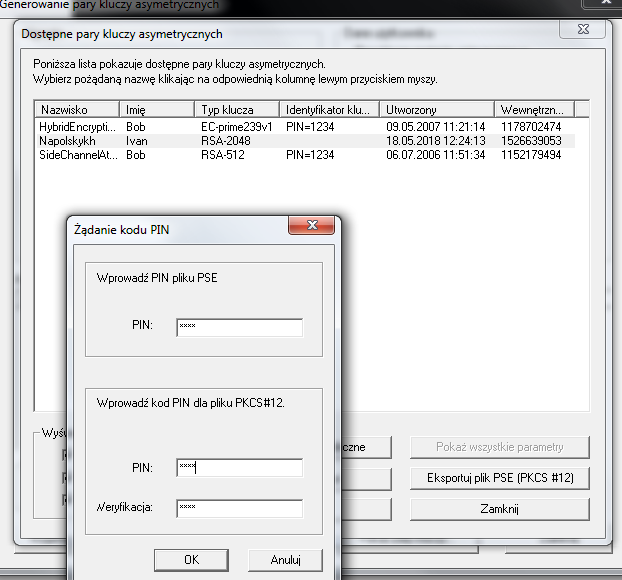 Generowanie pary kluczy asymetrycznych
Dostępne pary kluczy asymetrycznych
Poniższa lista pokazuje dostępne pary kluczy asymetrycznych.
Wybierz pożądaną nazwę klikając na odpowiednią kolumnę lewym przyciskiem myszy.
Nazwisko Imię Typ klucza Identyfikator klu... Utworzony Wewnętrzn...
HybridEncrypti... Bob EC-prime239v1 PIN=1234 09.05.2007 11:21:14 1178702474
Napolskykh Ivan RSA-2048 18.05.2018 12:24:13 1526639053
SideChannelAt... Bob RSA-512 PIN=1234 06.07.2006 11:51:34 1152179494
Żądanie kodu PIN
Wprowadź PIN pliku PSE
PIN: ****
Wprowadź kod PIN dla pliku PKCS#12.
PIN: ****
Weryfikacja: ****
OK Anuluj
Pokaż wszystkie parametry
Eksportuj plik PSE (PKCS #12)
Zamknij